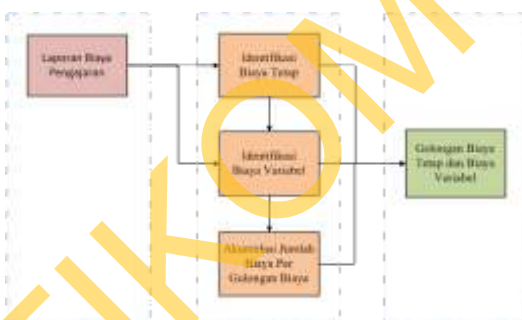 Laporan Biaya
Pengajaran
Identifikasi
Biaya Tetap
Identifikasi
Biaya Variabel
Akumulasi Jumlah
Biaya Per
Golongan Biaya
Golongan Biaya
Tetap dan Biaya
Variabel
TIKOM